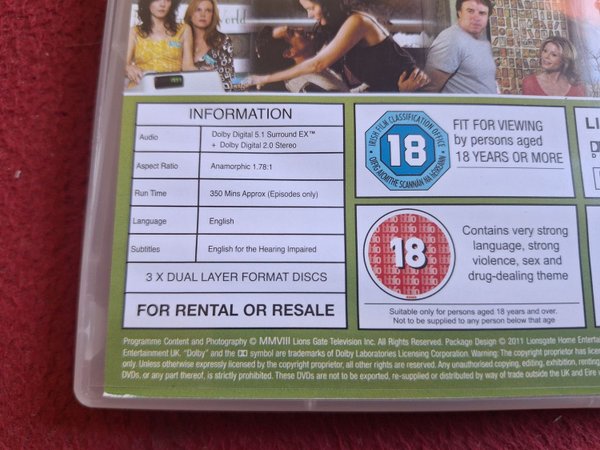 World
INFORMATION
Audio
Dolby Digital 5.1 Surround EX™
+ Dolby Digital 2.0 Stereo
Aspect Ratio
Anamorphic 1.78:1
Run Time
350 Mins Approx (Episodes only)
Language
English
Subtitles
English for the Hearing Impaired
3 X DUAL LAYER FORMAT DISCS
FOR RENTAL OR RESALE
IRISH FILM CLASSIFICATION OFFICE
18
OIFIG AICMITHE SCANNÁN NA hÉIREANN
FIT FOR VIEWING
by persons aged
18 YEARS OR MORE
18
Contains very strong
language, strong
violence, sex and
drug-dealing theme
Suitable only for persons aged 18 years and over.
Not to be supplied to any person below that age
LI
D
Programme Content and Photography © MMVIII Lions Gate Television Inc. All Rights Reserved. Package Design © 2011 Lionsgate Home Entertai
Entertainment UK. "Dolby" and the DD symbol are trademarks of Dolby Laboratories Licensing Corporation. Warning: The copyright proprietor has licens
only. Unless otherwise expressly licensed by the copyright proprietor, all other rights are reserved. Any unauthorised copying, editing, exhibition, renting
DVDs, or any part thereof, is strictly prohibited. These DVDs are not to be exported, re-supplied or distributed by way of trade outside the UK and Eire w